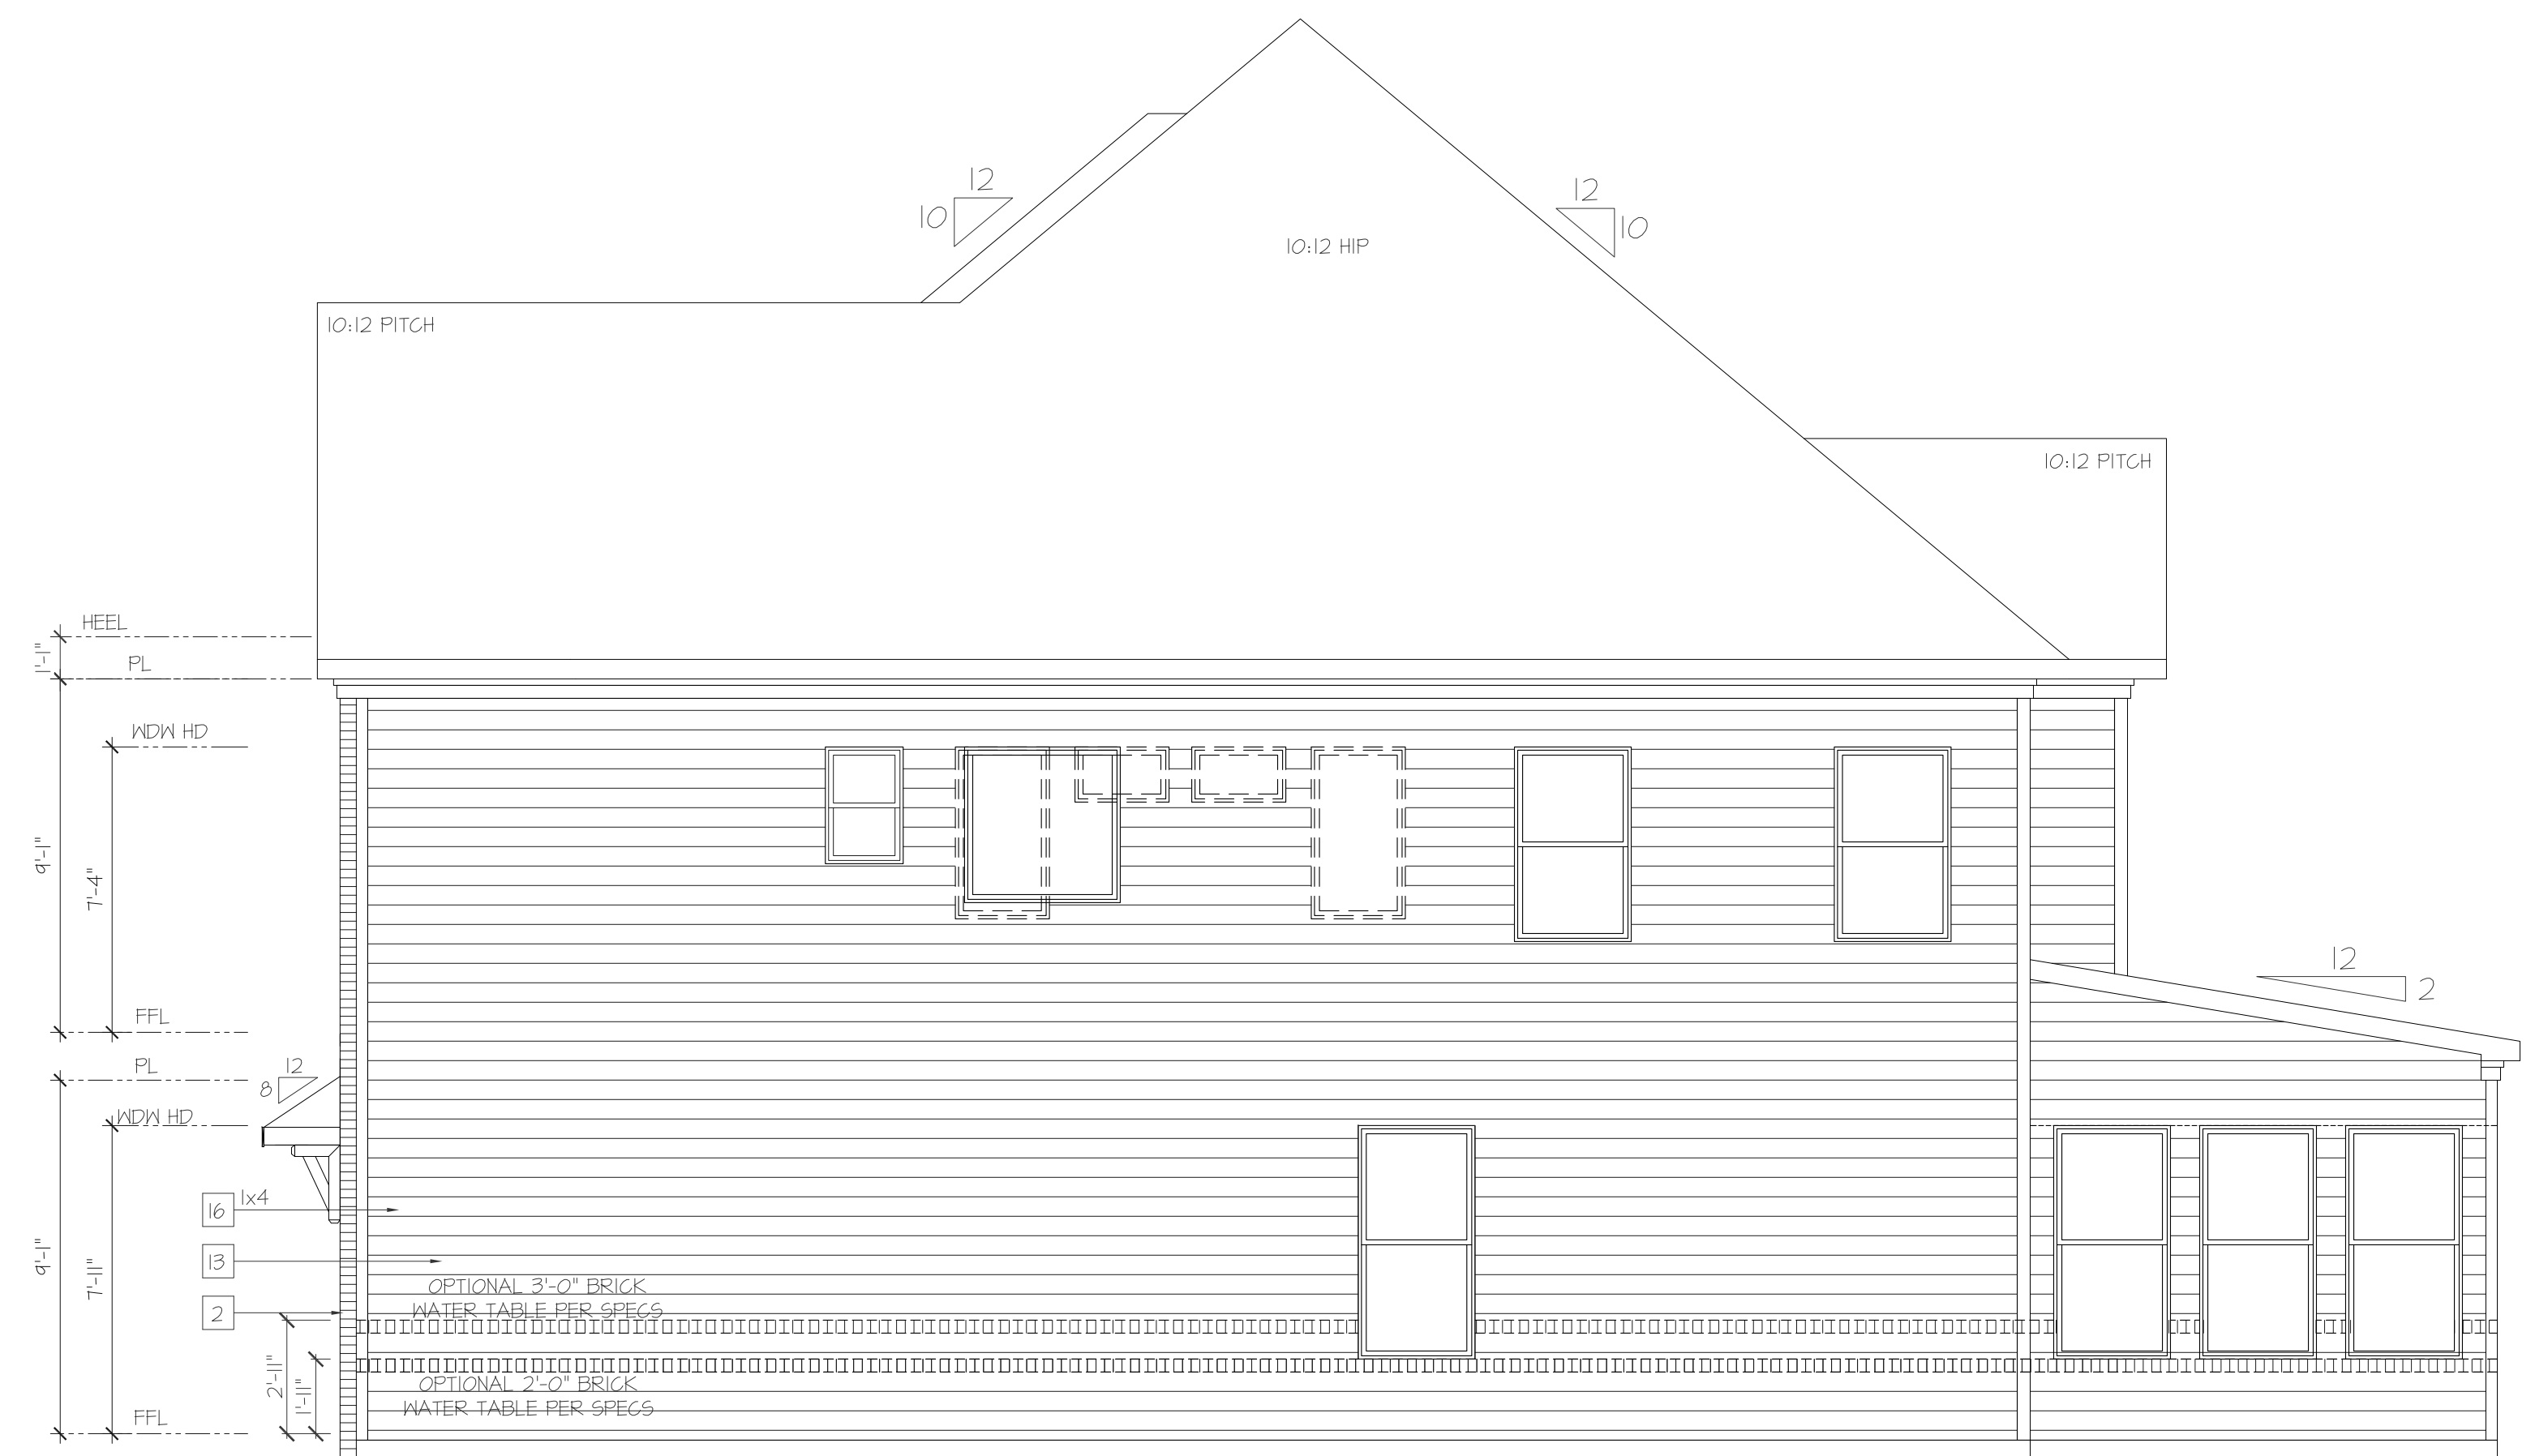 12
10
12
10
10:12 HIP
10:12 PITCH
10:12 PITCH
HEEL
1'-1"
PL
WDW HD
9'-1"
7'-4"
FFL
12
2
PL
12
8
WDW HD
16
1x4
13
2
9'-1"
7'-11"
OPTIONAL 3'-0" BRICK
WATER TABLE PER SPECS
2'-11"
1'-11"
OPTIONAL 2'-0" BRICK
WATER TABLE PER SPECS
FFL